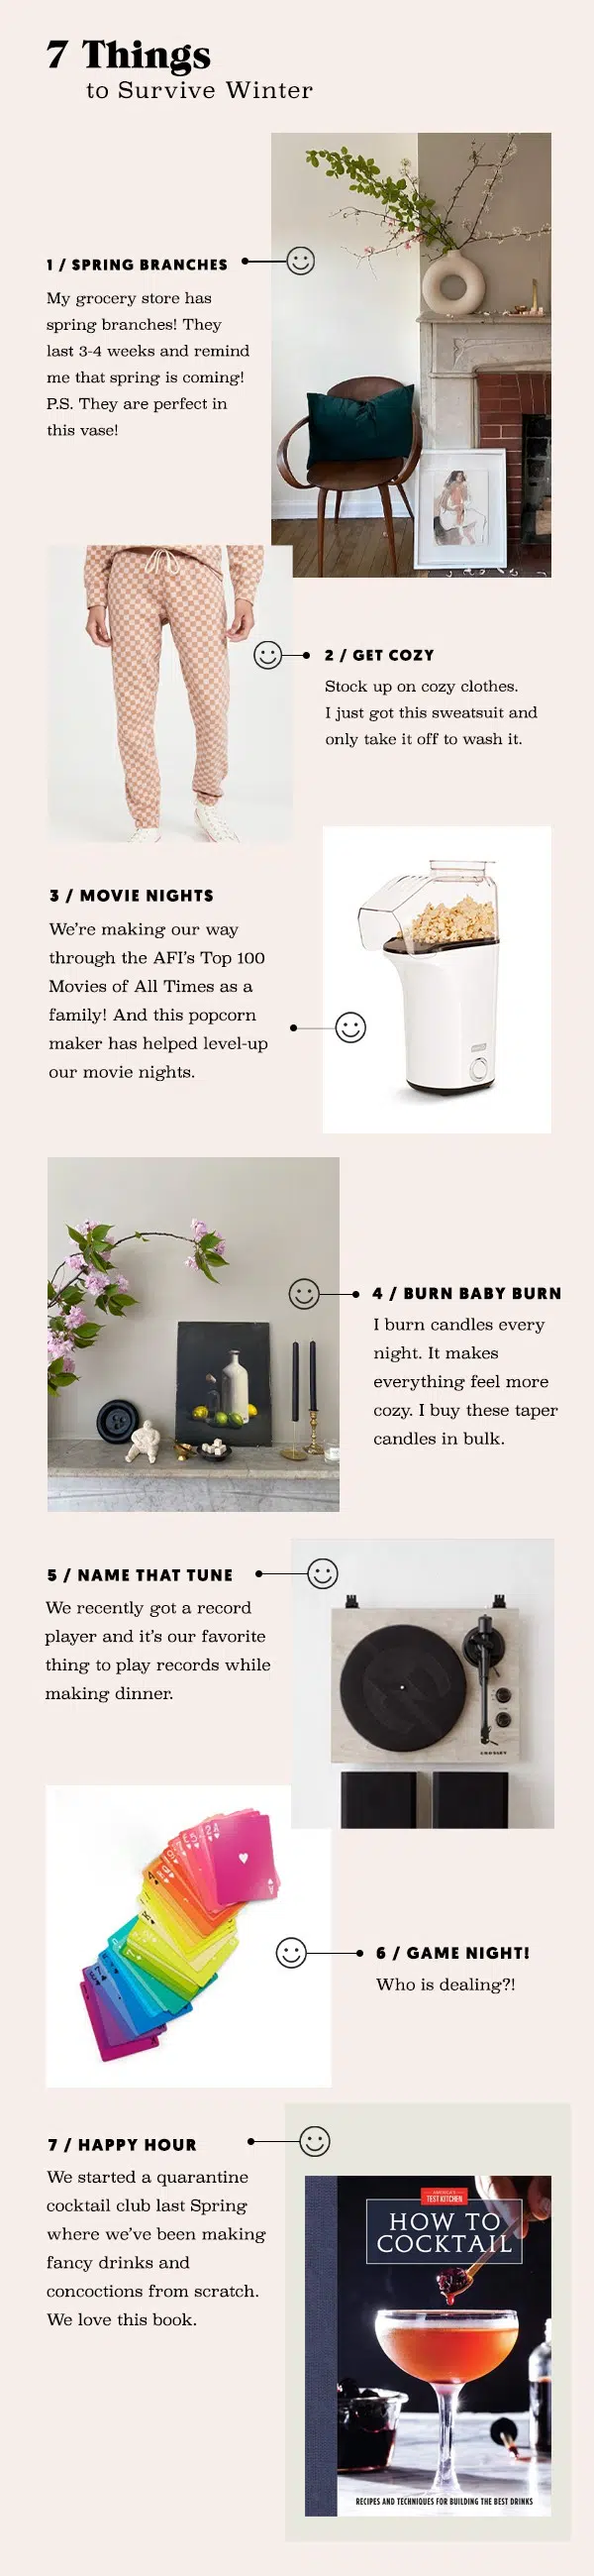 7 Things
to Survive Winter
1 / SPRING BRANCHES
My grocery store has
spring branches! They
last 3-4 weeks and remind
me that spring is coming!
P.S. They are perfect in
this vase!
2 / GET COZY
Stock up on cozy clothes.
I just got this sweatsuit and
only take it off to wash it.
3 / MOVIE NIGHTS
We're making our way
through the AFI's Top 100
Movies of All Times as a
family! And this popcorn
maker has helped level-up
our movie nights.
4 / BURN BABY BURN
I burn candles every
night. It makes
everything feel more
cozy. I buy these taper
candles in bulk.
5 / NAME THAT TUNE
We recently got a record
player and it's our favorite
thing to play records while
making dinner.
CROSLEY
6 / GAME NIGHT!
Who is dealing?!
7 / HAPPY HOUR
We started a quarantine
cocktail club last Spring
where we've been making
fancy drinks and
concoctions from scratch.
We love this book.
AMERICA'S
TEST KITCHEN
HOW TO
COCKTAIL
RECIPES AND TECHNIQUES FOR BUILDING THE BEST DRINKS